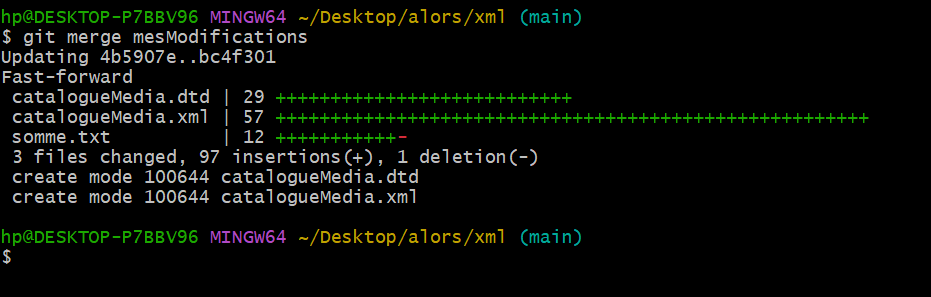 hp@DESKTOP-P7BBV96 MINGW64 ~/Desktop/alors/xml (main)
$ git merge mesModifications
Updating 4b5907e..bc4f301
Fast-forward
 catalogueMedia.dtd | 29 +++++++++++++++++++++++++++
 catalogueMedia.xml | 57 ++++++++++++++++++++++++++++++++++++++++++++++++++++++
 somme.txt          | 12 +++++++++++-
 3 files changed, 97 insertions(+), 1 deletion(-)
 create mode 100644 catalogueMedia.dtd
 create mode 100644 catalogueMedia.xml

hp@DESKTOP-P7BBV96 MINGW64 ~/Desktop/alors/xml (main)
$